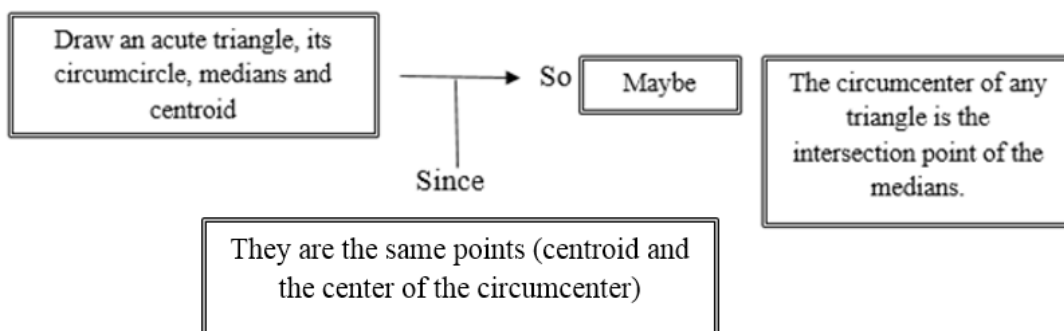 Draw an acute triangle, its
circumcircle, medians and
centroid
So
Maybe
The circumcenter of any
triangle is the
intersection point of the
medians.
Since
They are the same points (centroid and
the center of the circumcenter)